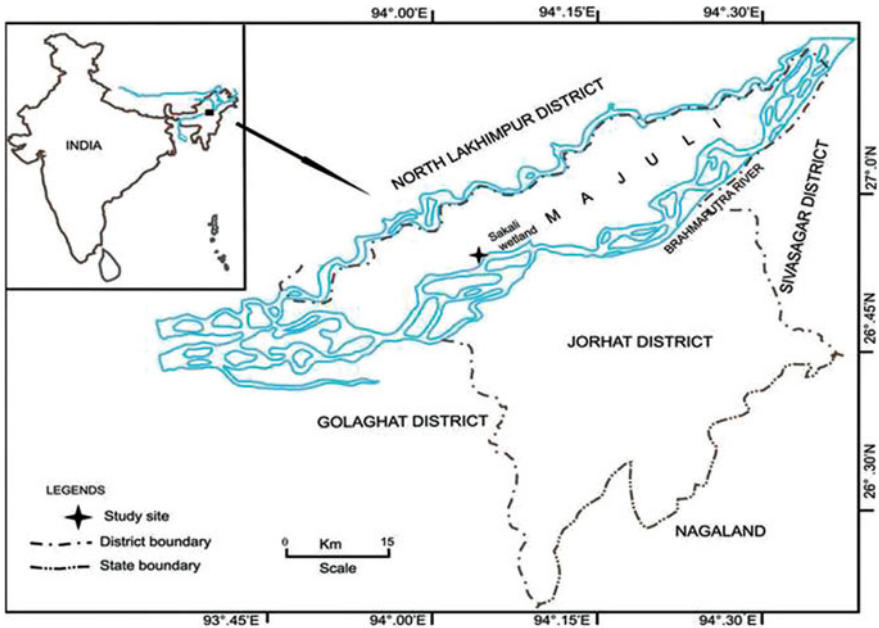 94°.00'E
94°.15'E
94°.30'E
INDIA
NORTH LAKHIMPUR DISTRICT
MAJULI
Sakali
wetland
BRAHMAPUTRA RIVER
SIVASAGAR DISTRICT
27°.0'N
26°.45'N
26°.30'N
JORHAT DISTRICT
GOLAGHAT DISTRICT
NAGALAND
LEGENDS
Study site
District boundary
State boundary
0 Km 15
Scale
93°.45'E
94°.00'E
94°.15'E
94°.30'E